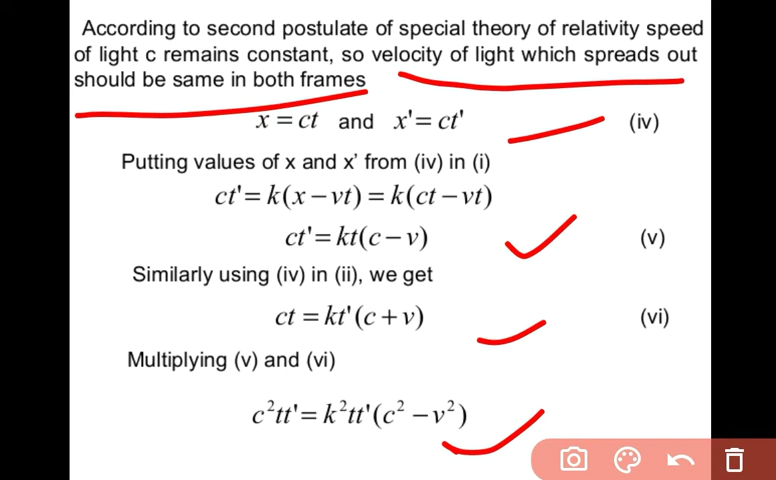 According to second postulate of special theory of relativity speed
of light c remains constant, so velocity of light which spreads out
should be same in both frames
x = ct and x' = ct' (iv)
Putting values of x and x’ from (iv) in (i)
ct' = k(x − vt) = k(ct − vt)
ct' = kt(c − v) (v)
Similarly using (iv) in (ii), we get
ct = kt'(c + v) (vi)
Multiplying (v) and (vi)
c²tt' = k²tt'(c² − v²)